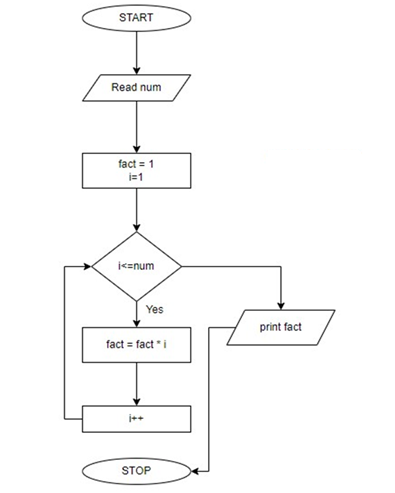 START
Read num
fact = 1
i=1
i<=num
Yes
fact = fact * i
print fact
i++
STOP